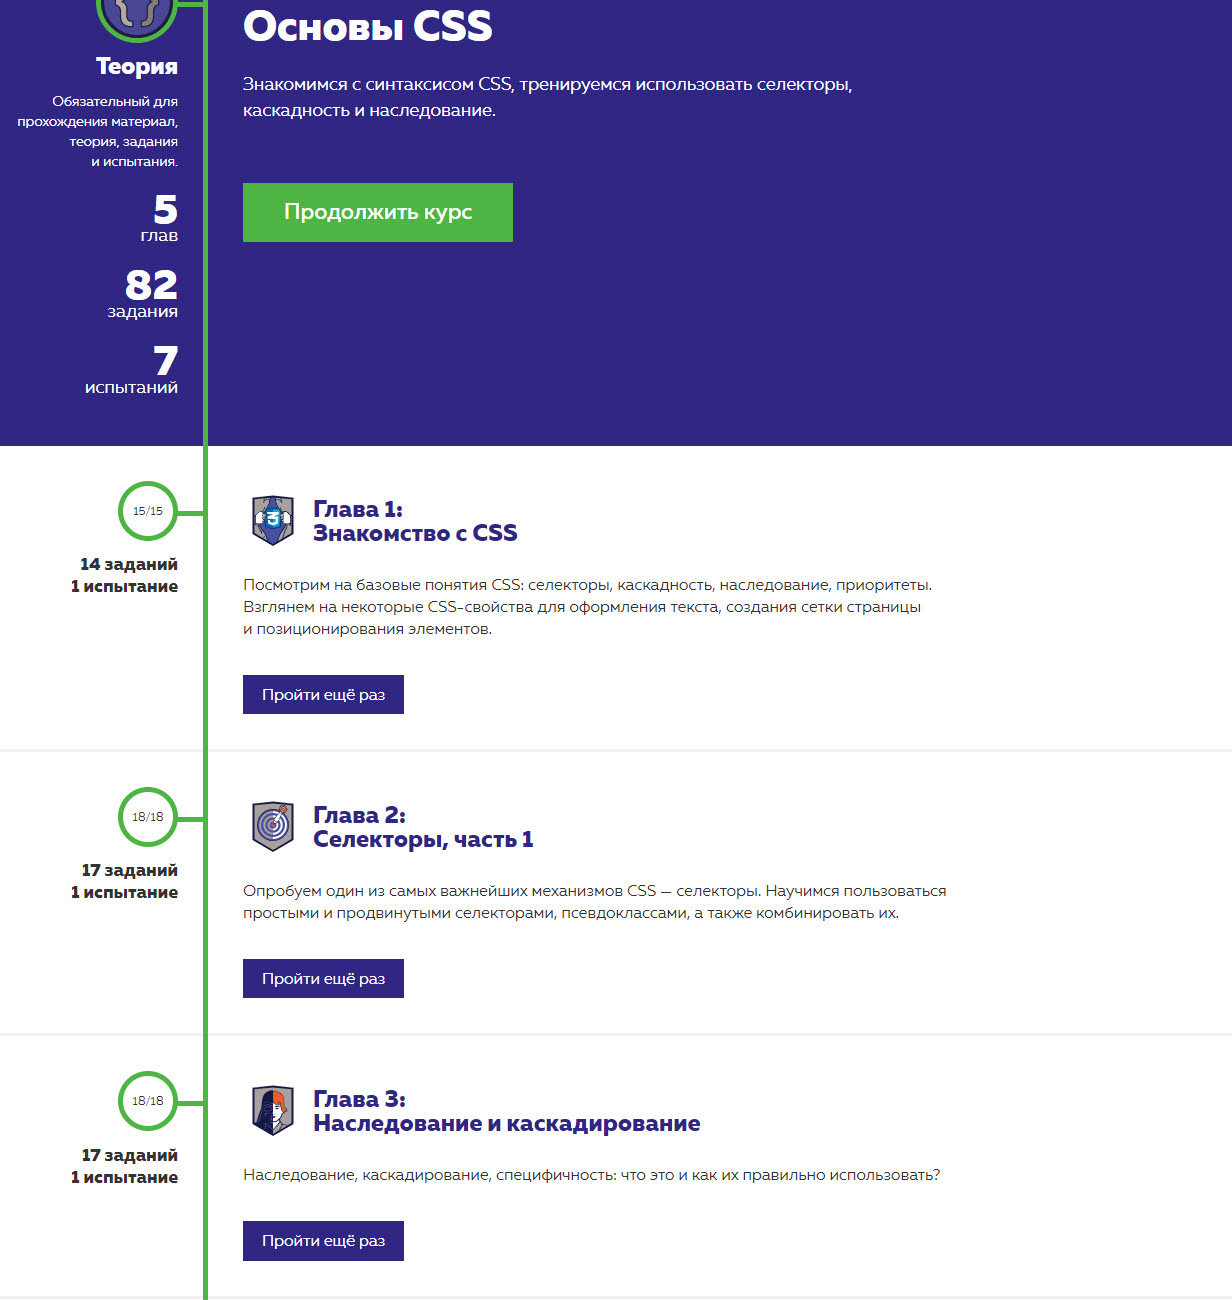 Основы CSS
Теория
Обязательный для
прохождения материал,
теория, задания
и испытания.
Знакомимся с синтаксисом CSS, тренируемся использовать селекторы,
каскадность и наследование.
Продолжить курс
5
глав
82
задания
7
испытаний
15/15
14 заданий
1 испытание
3
Глава 1:
Знакомство с CSS
Посмотрим на базовые понятия CSS: селекторы, каскадность, наследование, приоритеты.
Взглянем на некоторые CSS-свойства для оформления текста, создания сетки страницы
и позиционирования элементов.
Пройти ещё раз
18/18
17 заданий
1 испытание
Глава 2:
Селекторы, часть 1
Опробуем один из самых важнейших механизмов CSS — селекторы. Научимся пользоваться
простыми и продвинутыми селекторами, псевдоклассами, а также комбинировать их.
Пройти ещё раз
18/18
17 заданий
1 испытание
Глава 3:
Наследование и каскадирование
Наследование, каскадирование, специфичность: что это и как их правильно использовать?
Пройти ещё раз